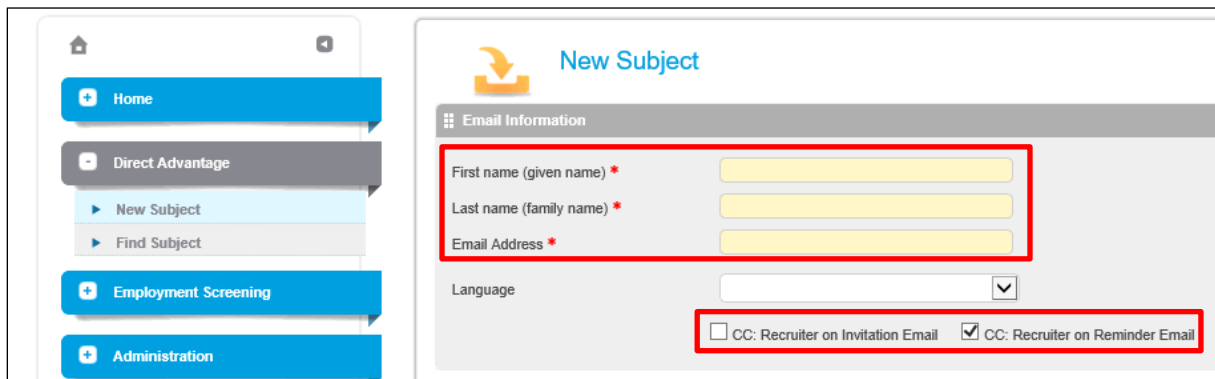 Home
Direct Advantage
New Subject
Find Subject
Employment Screening
Administration
New Subject
Email Information
First name (given name) *
Last name (family name) *
Email Address *
Language
CC: Recruiter on Invitation Email CC: Recruiter on Reminder Email